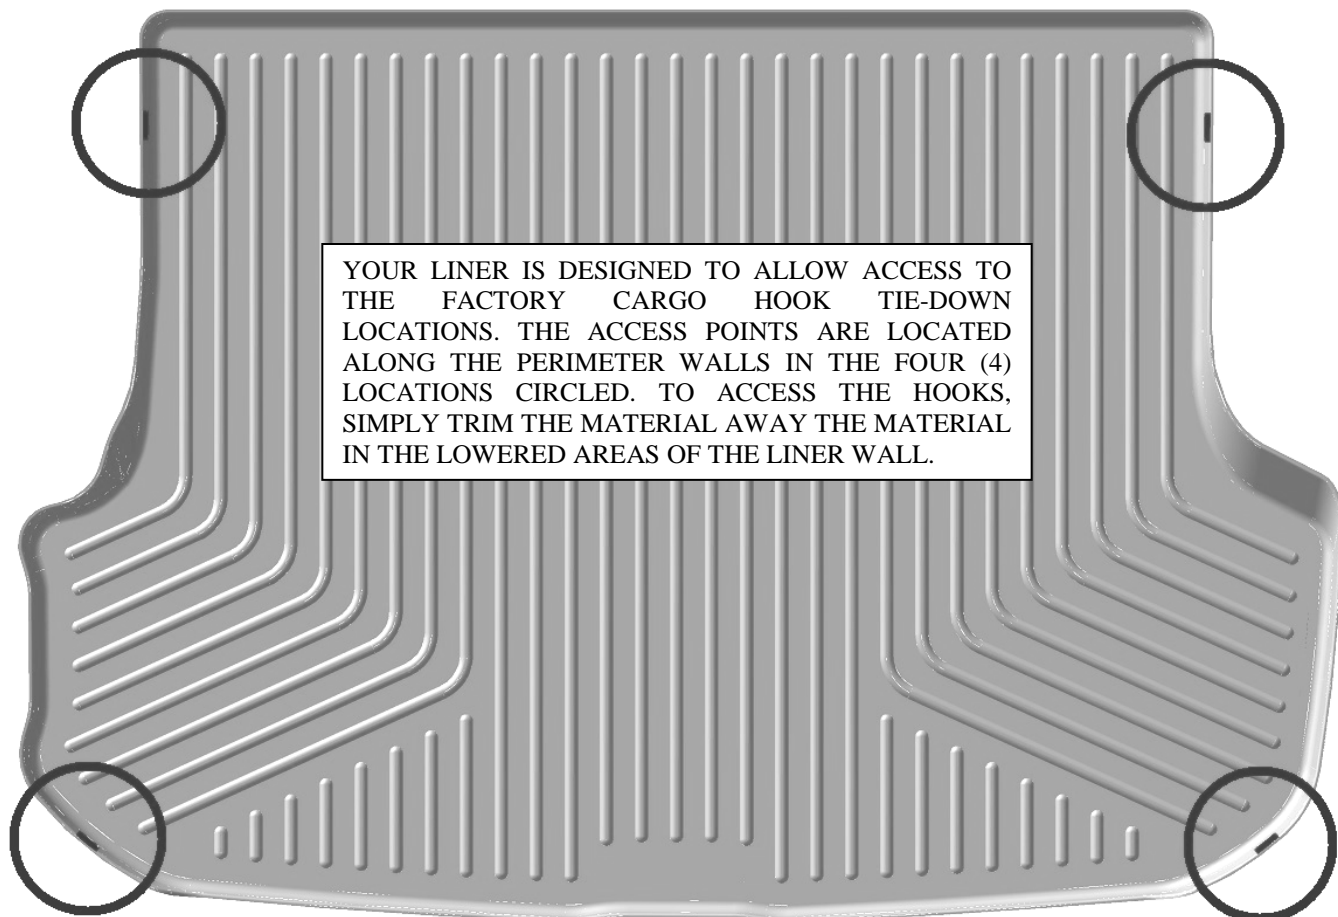 YOUR LINER IS DESIGNED TO ALLOW ACCESS TO
THE FACTORY CARGO HOOK TIE-DOWN
LOCATIONS. THE ACCESS POINTS ARE LOCATED
ALONG THE PERIMETER WALLS IN THE FOUR (4)
LOCATIONS CIRCLED. TO ACCESS THE HOOKS,
SIMPLY TRIM THE MATERIAL AWAY THE MATERIAL
IN THE LOWERED AREAS OF THE LINER WALL.